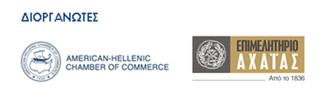 ΔΙΟΡΓΑΝΩΤΕΣ
AMERICAN-HELLENIC
CHAMBER OF COMMERCE
ΕΠΙΜΕΛΗΤΗΡΙΟ
ΑΧΑΪΑΣ
Από το 1836